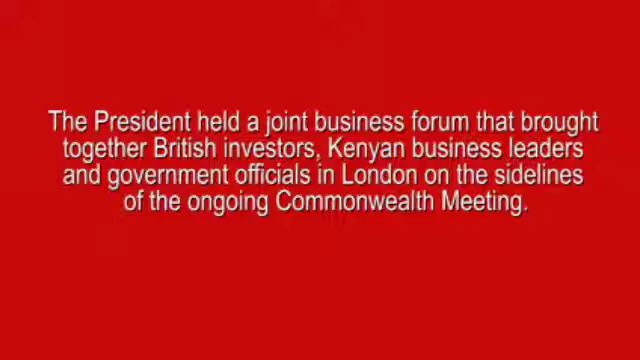 The President held a joint business forum that brought
together British investors, Kenyan business leaders
and government officials in London on the sidelines
of the ongoing Commonwealth Meeting.